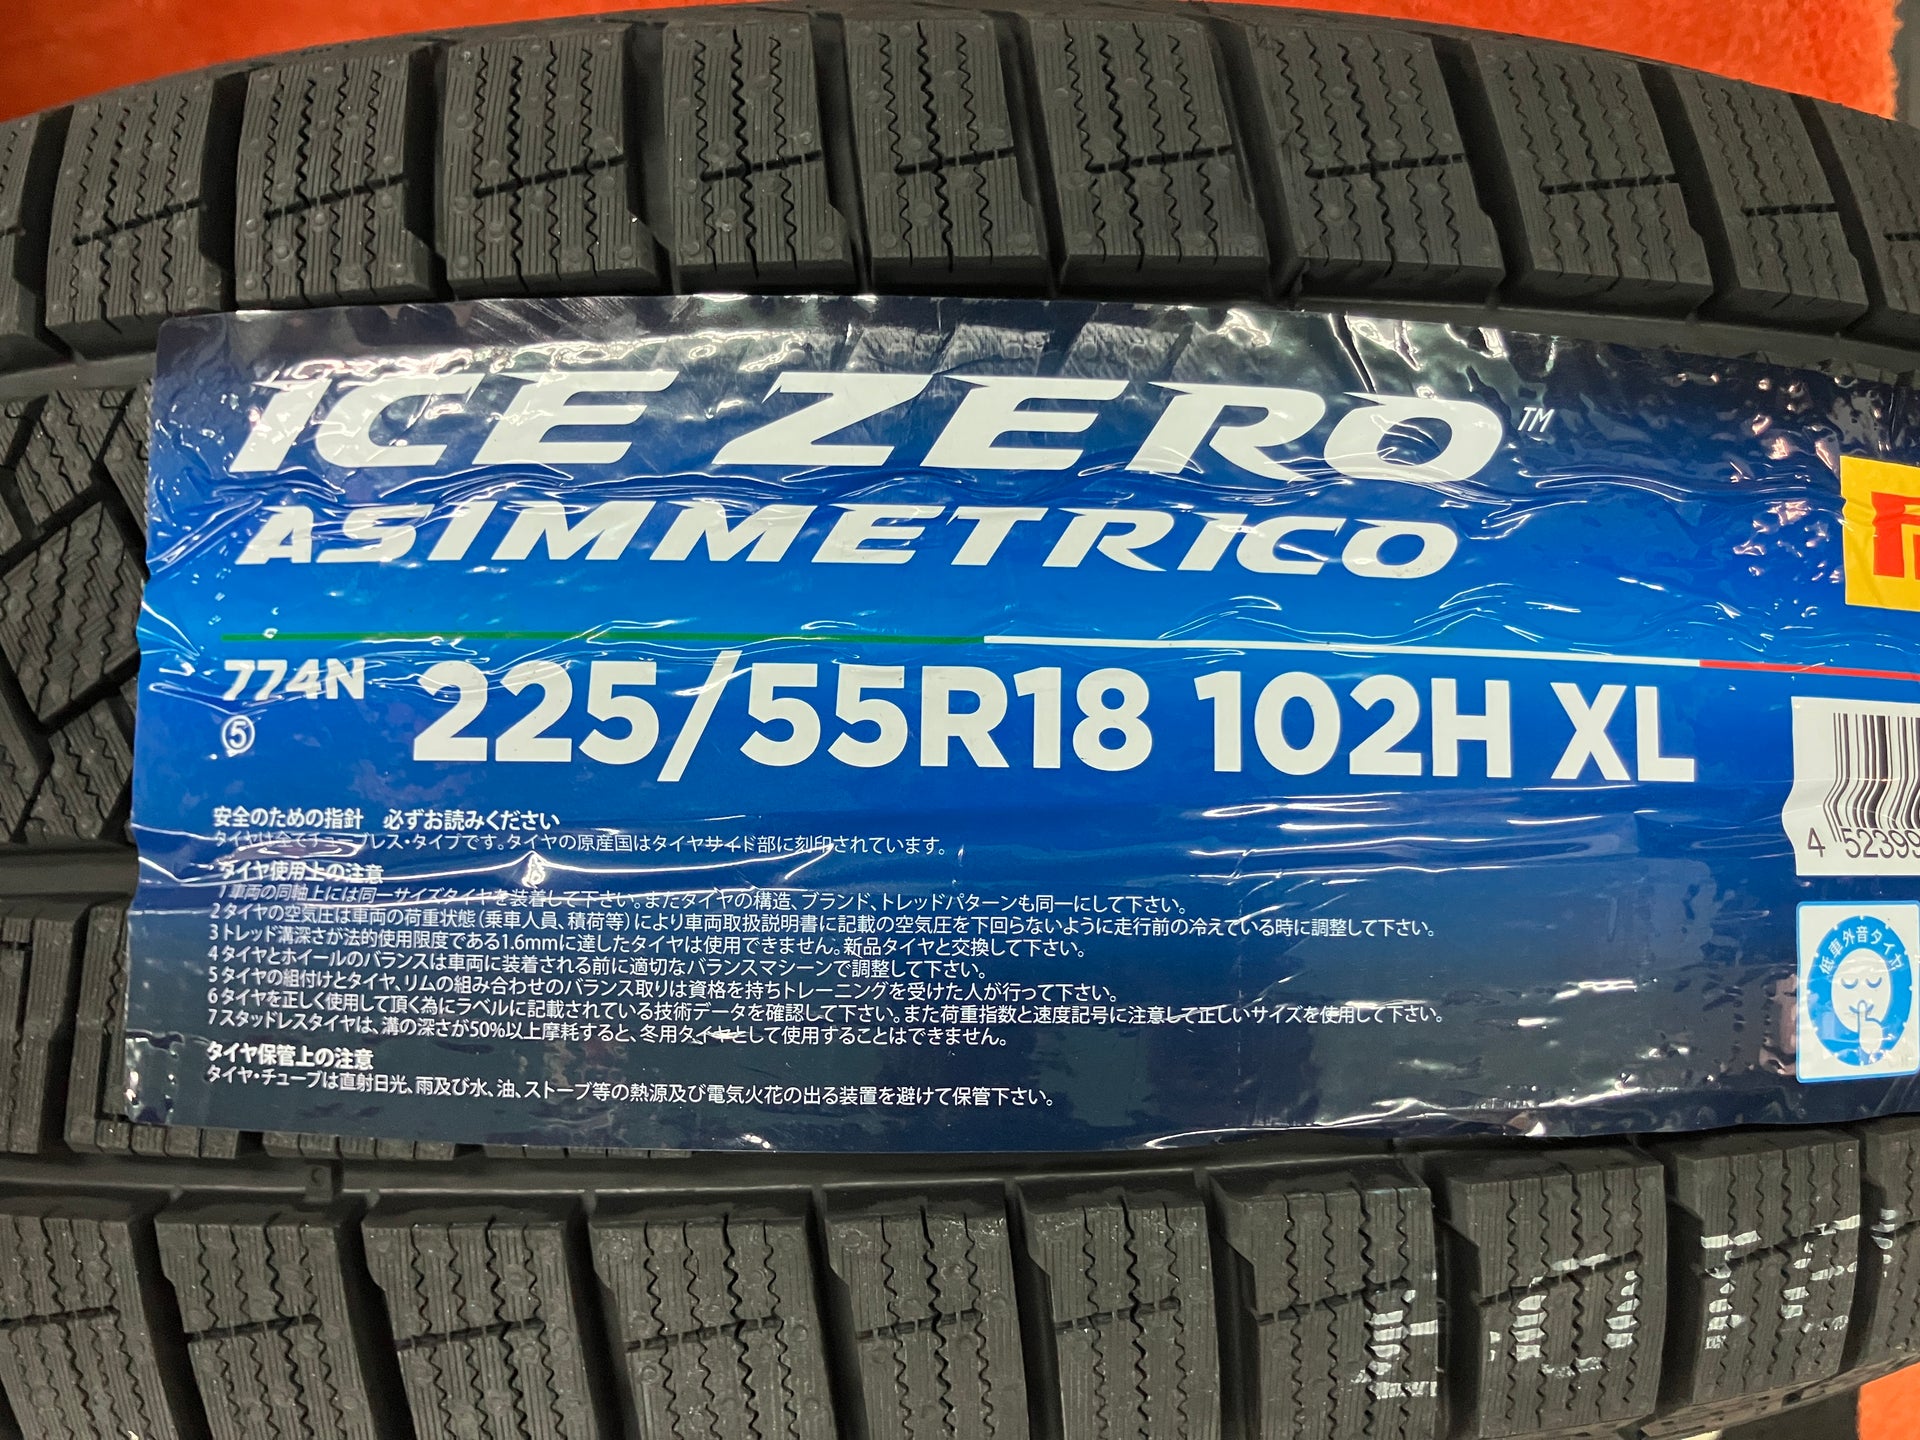 ICE ZERO™
ASIMMETRICO
774N
⑤
225/55R18 102H XL
安全のための指針　必ずお読みください
タイヤは全てチューブレス・タイプです。タイヤの原産国はタイヤサイド部に刻印されています。
・タイヤ使用上の注意
1 車両の同軸上には同一サイズタイヤを装着して下さい。またタイヤの構造、ブランド、トレッドパターンも同一にして下さい。
2 タイヤの空気圧は車両の荷重状態(乗車人員、積荷等)により車両取扱説明書に記載の空気圧を下回らないように走行前の冷えている時に調整して下さい。
3 トレッド溝深さが法的使用限度である1.6mmに達したタイヤは使用できません。新品タイヤと交換して下さい。
4 タイヤとホイールのバランスは車両に装着される前に適切なバランスマシーンで調整して下さい。
5 タイヤの組付けとタイヤ、リムの組み合わせのバランス取りは資格を持ちトレーニングを受けた人が行って下さい。
6 タイヤを正しく使用して頂く為にラベルに記載されている技術データを確認して下さい。また荷重指数と速度記号に注意して正しいサイズを使用して下さい。
7 スタッドレスタイヤは、溝の深さが50%以上摩耗すると、冬用タイヤとして使用することはできません。
タイヤ保管上の注意
タイヤ・チューブは直射日光、雨及び水、油、ストーブ等の熱源及び電気火花の出る装置を避けて保管下さい。
4 52399
低車外音タイヤ